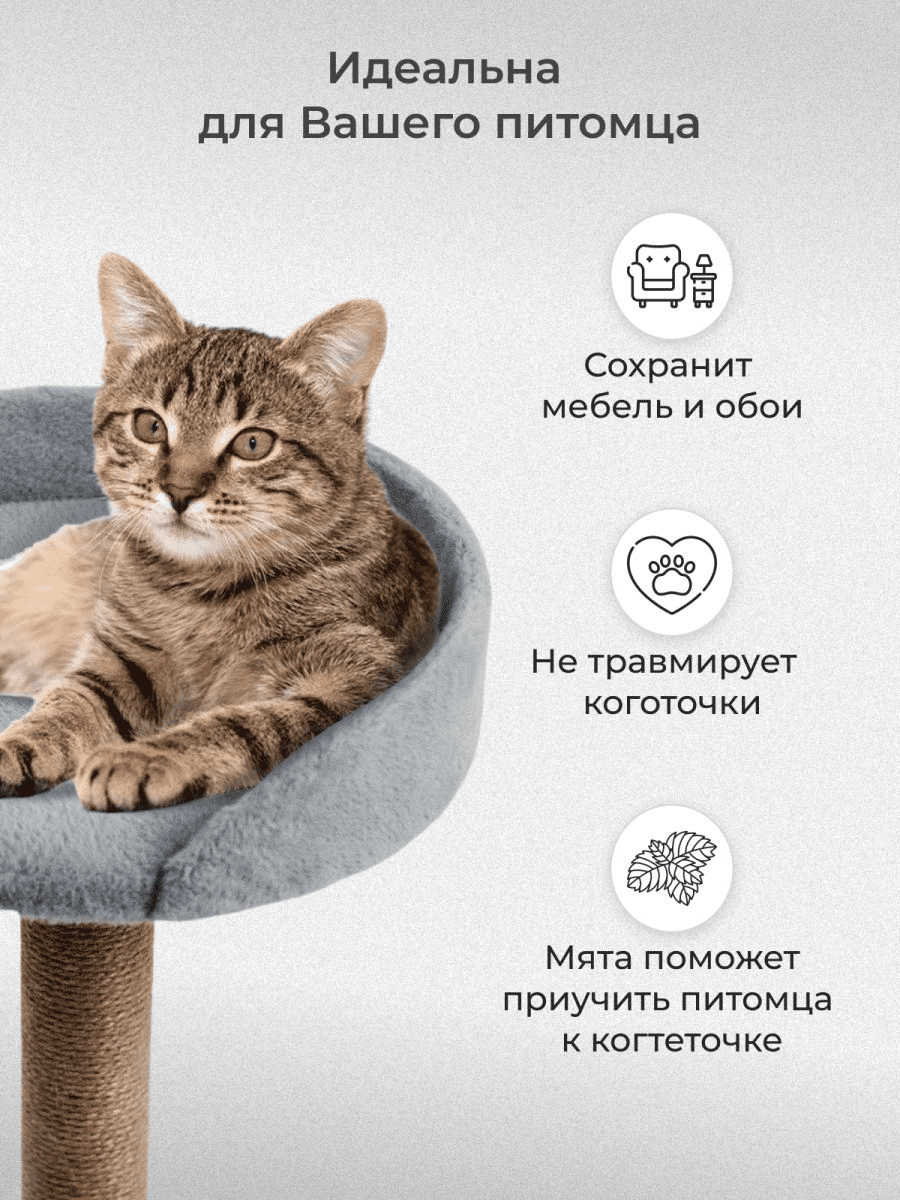 Идеальна
для Вашего питомца
Сохранит
мебель и обои
Не травмирует
коготочки
Мята поможет
приучить питомца
к когтеточке